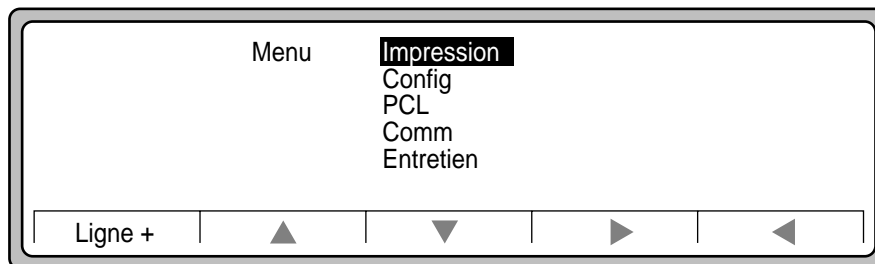 Menu Impression
Config
PCL
Comm
Entretien
Ligne +